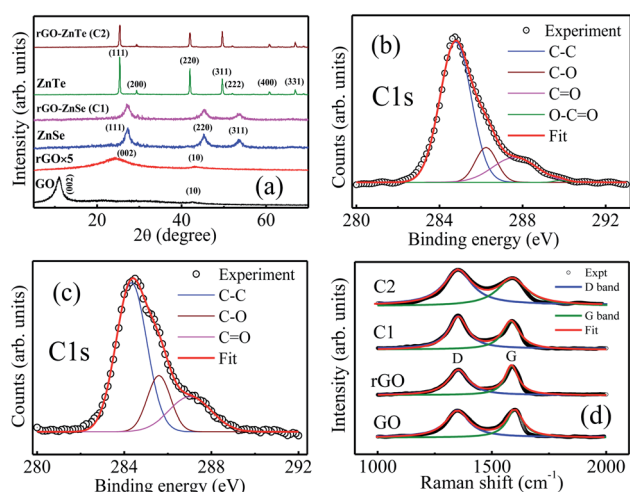 Intensity (arb. units)
rGO-ZnTe (C2)
(111)
(220)
ZnTe
(311)
(200)
(222)
(400)
(331)
rGO-ZnSe (C1)
(111)
(220)
(311)
ZnSe
(002)
rGO×5
(10)
GO
(002)
(10)
(a)
20 40 60
2θ (degree)
Counts (arb. units)
(b)
C1s
Experiment
C-C
C-O
C=O
O-C=O
Fit
280 284 288 292
Binding energy (eV)
Counts (arb. units)
(c)
C1s
Experiment
C-C
C-O
C=O
Fit
280 284 288 292
Binding energy (eV)
Intensity (arb. units)
C2
C1
rGO
GO
D G
Expt
D band
G band
Fit
(d)
1000 1500 2000
Raman shift (cm⁻¹)